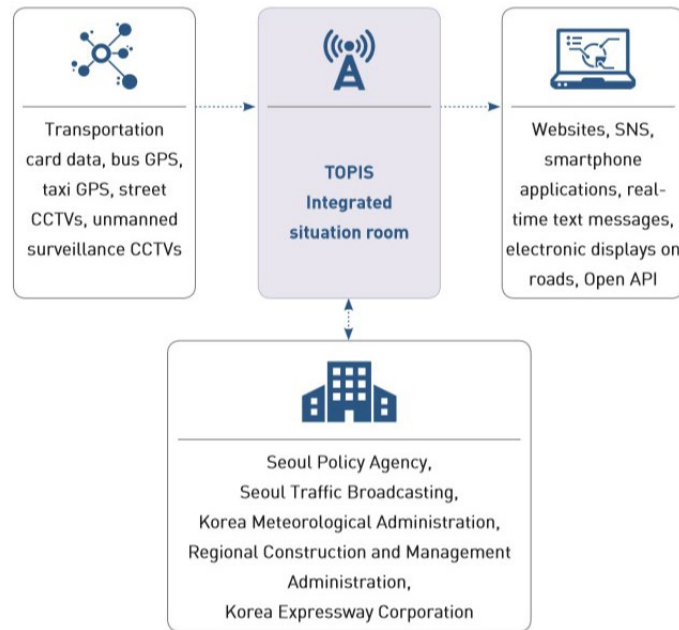 Transportation
card data, bus GPS,
taxi GPS, street
CCTVs, unmanned
surveillance CCTVs
TOPIS
Integrated
situation room
Websites, SNS,
smartphone
applications, real-
time text messages,
electronic displays on
roads, Open API
Seoul Policy Agency,
Seoul Traffic Broadcasting,
Korea Meteorological Administration,
Regional Construction and Management
Administration,
Korea Expressway Corporation